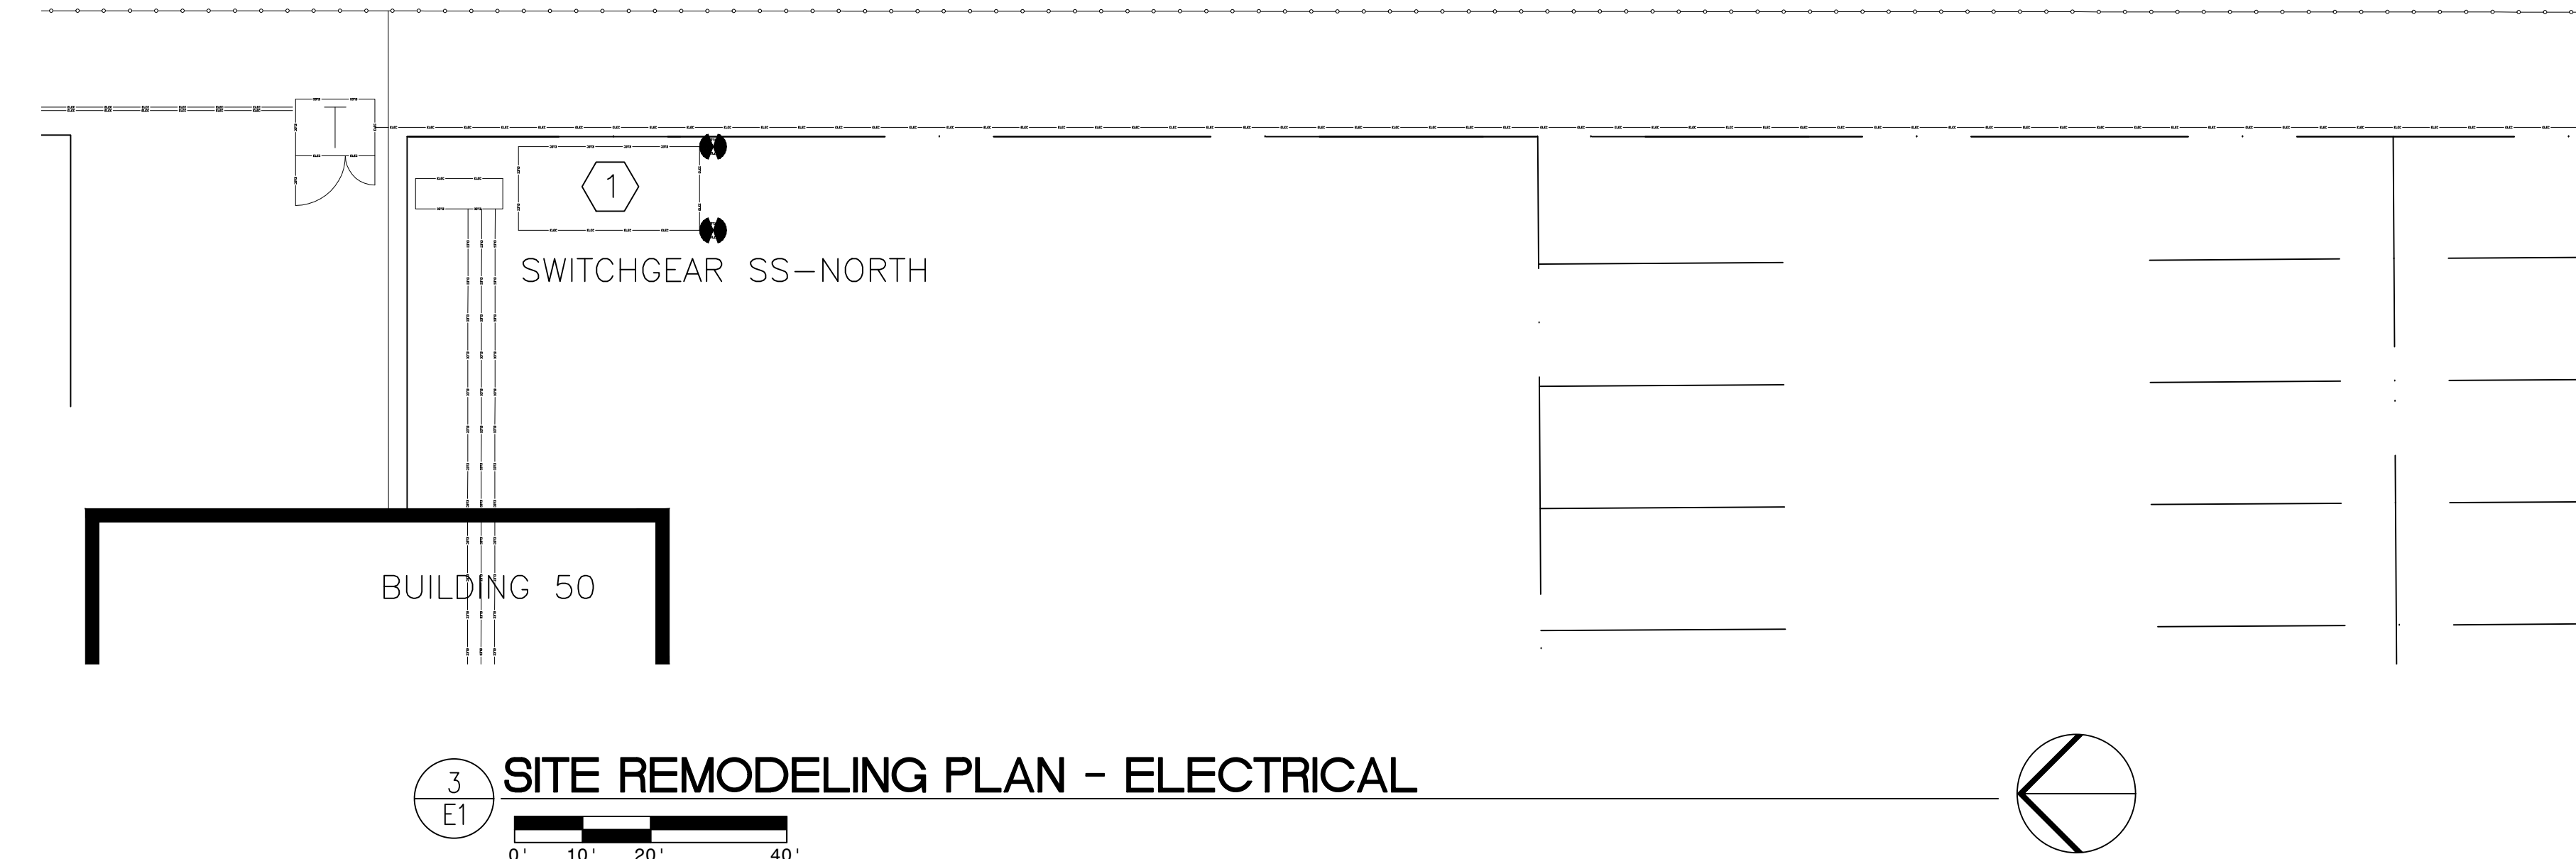 1
SWITCHGEAR SS-NORTH
BUILDING 50
3
E1
SITE REMODELING PLAN - ELECTRICAL
0' 10' 20' 40'